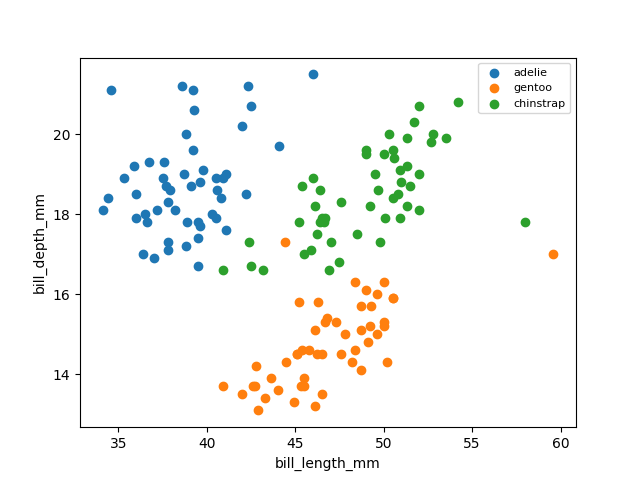 adelie
gentoo
chinstrap
20
18
16
14
bill_depth_mm
35 40 45 50 55 60
bill_length_mm